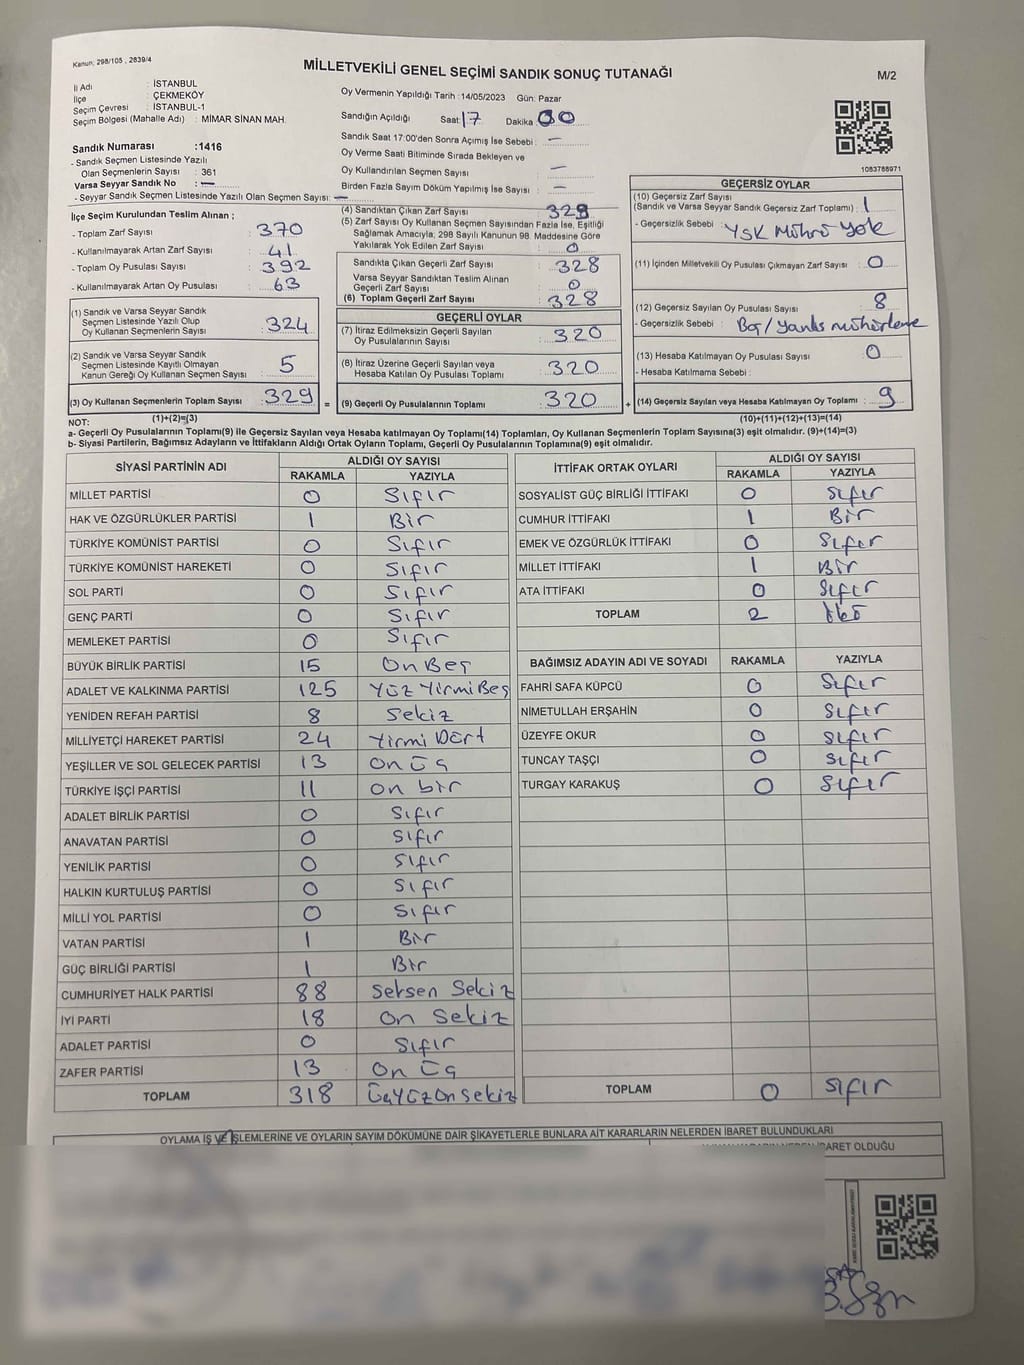 Kanun: 298/105 , 2839/4
MİLLETVEKİLİ GENEL SEÇİMİ SANDIK SONUÇ TUTANAĞI
M/2
İl Adı : İSTANBUL
İlçe : ÇEKMEKÖY
Seçim Çevresi : İSTANBUL-1
Seçim Bölgesi (Mahalle Adı) : MİMAR SİNAN MAH.
Sandık Numarası :1416
- Sandık Seçmen Listesinde Yazılı
Olan Seçmenlerin Sayısı : 361
Varsa Seyyar Sandık No : —
- Seyyar Sandık Seçmen Listesinde Yazılı Olan Seçmen Sayısı: —
Oy Vermenin Yapıldığı Tarih :14/05/2023 Gün: Pazar
Sandığın Açıldığı Saat: 17 Dakika 00
Sandık Saat 17:00'den Sonra Açımış İse Sebebi : —
Oy Verme Saati Bitiminde Sırada Bekleyen ve
Oy Kullandırılan Seçmen Sayısı : —
Birden Fazla Sayım Döküm Yapılmış İse Sayısı : —
1083788971
İlçe Seçim Kurulundan Teslim Alınan ;
- Toplam Zarf Sayısı : 370
- Kullanılmayarak Artan Zarf Sayısı : 41
- Toplam Oy Pusulası Sayısı : 392
- Kullanılmayarak Artan Oy Pusulası : 63
(1) Sandık ve Varsa Seyyar Sandık
Seçmen Listesinde Yazılı Olup
Oy Kullanan Seçmenlerin Sayısı : 324
(2) Sandık ve Varsa Seyyar Sandık
Seçmen Listesinde Kayıtlı Olmayan
Kanun Gereği Oy Kullanan Seçmen Sayısı : 5
(3) Oy Kullanan Seçmenlerin Toplam Sayısı : 329 =
(4) Sandıktan Çıkan Zarf Sayısı : 329
(5) Zarf Sayısı Oy Kullanan Seçmen Sayısından Fazla İse, Eşitliği
Sağlamak Amacıyla; 298 Sayılı Kanunun 98. Maddesine Göre
Yakılarak Yok Edilen Zarf Sayısı : 0
Sandıkta Çıkan Geçerli Zarf Sayısı : 328
Varsa Seyyar Sandıktan Teslim Alınan
Geçerli Zarf Sayısı : 0
(6) Toplam Geçerli Zarf Sayısı : 328
GEÇERLİ OYLAR
(7) İtiraz Edilmeksizin Geçerli Sayılan
Oy Pusulalarının Sayısı : 320
(8) İtiraz Üzerine Geçerli Sayılan veya
Hesaba Katılan Oy Pusulası Toplamı : 320
(9) Geçerli Oy Pusulalarının Toplamı : 320 +
GEÇERSİZ OYLAR
(10) Geçersiz Zarf Sayısı
(Sandık ve Varsa Seyyar Sandık Geçersiz Zarf Toplamı) : 1
- Geçersizlik Sebebi : YSK Mührü Yok
(11) İçinden Milletvekili Oy Pusulası Çıkmayan Zarf Sayısı : 0
(12) Geçersiz Sayılan Oy Pusulası Sayısı : 8
- Geçersizlik Sebebi : Boş/Yanlış mühürleme
(13) Hesaba Katılmayan Oy Pusulası Sayısı : 0
- Hesaba Katılmama Sebebi :
(14) Geçersiz Sayılan veya Hesaba Katılmayan Oy Toplamı : 9
NOT: (1)+(2)=(3) (10)+(11)+(12)+(13)=(14)
a- Geçerli Oy Pusulalarının Toplamı(9) ile Geçersiz Sayılan veya Hesaba katılmayan Oy Toplamı(14) Toplamları, Oy Kullanan Seçmenlerin Toplam Sayısına(3) eşit olmalıdır. (9)+(14)=(3)
b- Siyasi Partilerin, Bağımsız Adayların ve İttifakların Aldığı Ortak Oyların Toplamı, Geçerli Oy Pusulalarının Toplamına(9) eşit olmalıdır.
SİYASİ PARTİNİN ADI ALDIĞI OY SAYISI
RAKAMLA YAZIYLA
MİLLET PARTİSİ 0 Sıfır
HAK VE ÖZGÜRLÜKLER PARTİSİ 1 Bir
TÜRKİYE KOMÜNİST PARTİSİ 0 Sıfır
TÜRKİYE KOMÜNİST HAREKETİ 0 Sıfır
SOL PARTİ 0 Sıfır
GENÇ PARTİ 0 Sıfır
MEMLEKET PARTİSİ 0 Sıfır
BÜYÜK BİRLİK PARTİSİ 15 On Beş
ADALET VE KALKINMA PARTİSİ 125 Yüz Yirmi Beş
YENİDEN REFAH PARTİSİ 8 Sekiz
MİLLİYETÇİ HAREKET PARTİSİ 24 Yirmi Dört
YEŞİLLER VE SOL GELECEK PARTİSİ 13 On Üç
TÜRKİYE İŞÇİ PARTİSİ 11 On bir
ADALET BİRLİK PARTİSİ 0 Sıfır
ANAVATAN PARTİSİ 0 Sıfır
YENİLİK PARTİSİ 0 Sıfır
HALKIN KURTULUŞ PARTİSİ 0 Sıfır
MİLLİ YOL PARTİSİ 0 Sıfır
VATAN PARTİSİ 1 Bir
GÜÇ BİRLİĞİ PARTİSİ 1 Bir
CUMHURİYET HALK PARTİSİ 88 Seksen Sekiz
İYİ PARTİ 18 On Sekiz
ADALET PARTİSİ 0 Sıfır
ZAFER PARTİSİ 13 On Üç
TOPLAM 318 ÜçYüzOnSekiz
İTTİFAK ORTAK OYLARI ALDIĞI OY SAYISI
RAKAMLA YAZIYLA
SOSYALİST GÜÇ BİRLİĞİ İTTİFAKI 0 Sıfır
CUMHUR İTTİFAKI 1 Bir
EMEK VE ÖZGÜRLÜK İTTİFAKI 0 Sıfır
MİLLET İTTİFAKI 1 Bir
ATA İTTİFAKI 0 Sıfır
TOPLAM 2 İki
BAĞIMSIZ ADAYIN ADI VE SOYADI RAKAMLA YAZIYLA
FAHRİ SAFA KÜPCÜ 0 Sıfır
NİMETULLAH ERŞAHİN 0 Sıfır
ÜZEYFE OKUR 0 Sıfır
TUNCAY TAŞÇI 0 Sıfır
TURGAY KARAKUŞ 0 Sıfır
TOPLAM 0 Sıfır
OYLAMA İŞ VE İŞLEMLERİNE VE OYLARIN SAYIM DÖKÜMÜNE DAİR ŞİKAYETLERLE BUNLARA AİT KARARLARIN NELERDEN İBARET BULUNDUKLARI
İBARET OLDUĞU